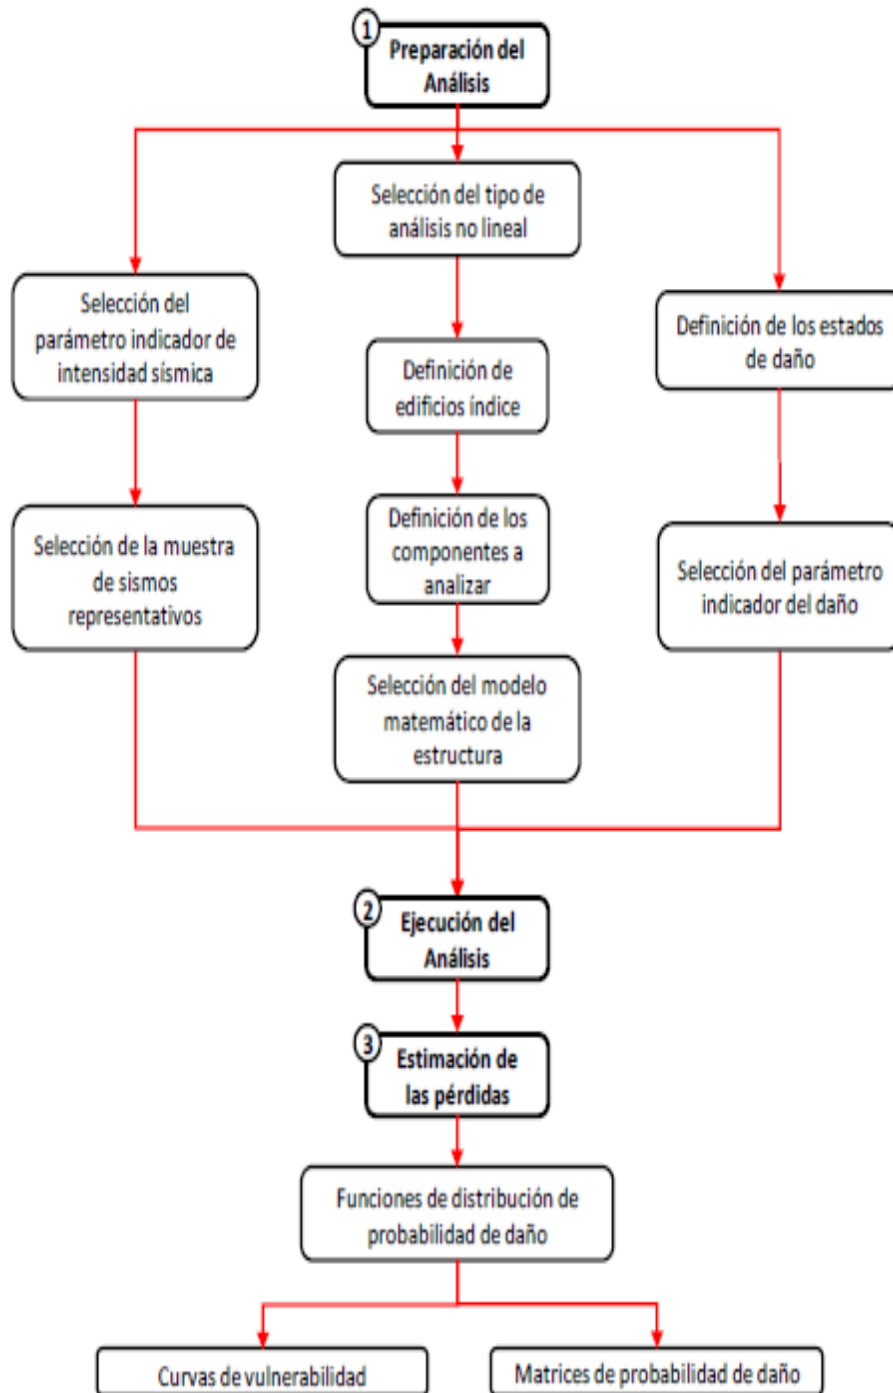 1
Preparación del
Análisis
Selección del tipo de
análisis no lineal
Selección del
parámetro indicador de
intensidad sísmica
Definición de
edificios índice
Definición de los estados
de daño
Selección de la muestra
de sismos
representativos
Definición de los
componentes a
analizar
Selección del parámetro
indicador del daño
Selección del modelo
matemático de la
estructura
2
Ejecución del
Análisis
3
Estimación de
las pérdidas
Funciones de distribución de
probabilidad de daño
Curvas de vulnerabilidad
Matrices de probabilidad de daño